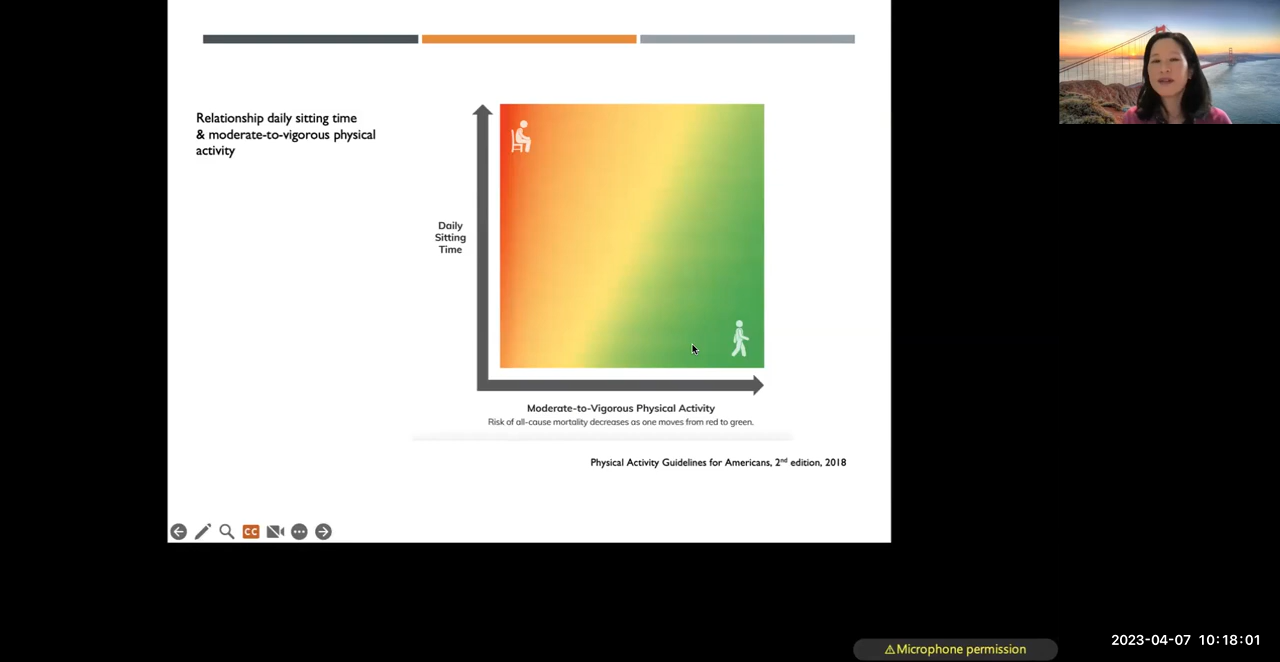 Relationship daily sitting time
& moderate-to-vigorous physical
activity
Daily
Sitting
Time
Moderate-to-Vigorous Physical Activity
Risk of all-cause mortality decreases as one moves from red to green.
Physical Activity Guidelines for Americans, 2nd edition, 2018
CC
⚠Microphone permission
2023-04-07 10:18:01